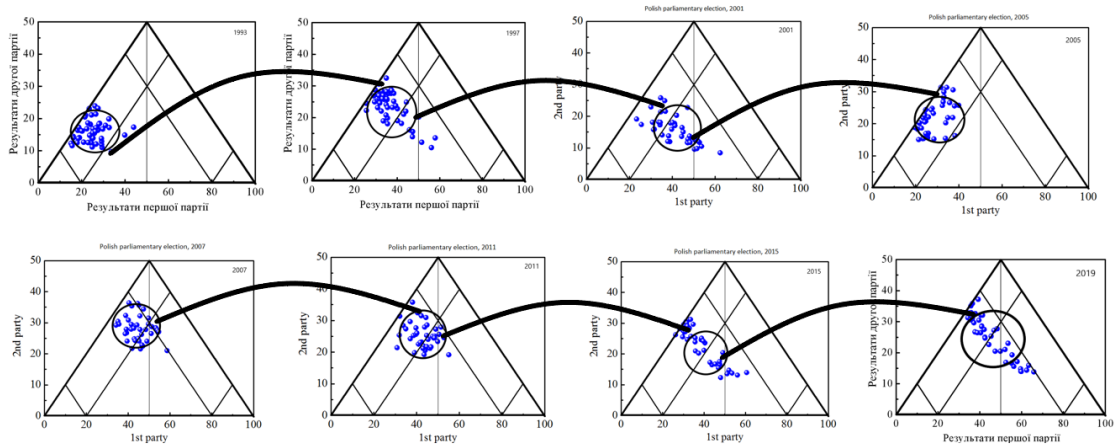 1993
Результати другої партії
50
40
30
20
10
0
0 20 40 60 80 100
Результати першої партії
1997
Результати другої партії
50
40
30
20
10
0
0 20 40 60 80 100
Результати першої партії
Polish parliamentary election, 2001
2001
2nd party
50
40
30
20
10
0
0 20 40 60 80 100
1st party
Polish parliamentary election, 2005
2005
2nd party
50
40
30
20
10
0
0 20 40 60 80 100
1st party
Polish parliamentary election, 2007
2007
2nd party
50
40
30
20
10
0
0 20 40 60 80 100
1st party
Polish parliamentary election, 2011
2011
2nd party
50
40
30
20
10
0
0 20 40 60 80 100
1st party
Polish parliamentary election, 2015
2015
2nd party
50
40
30
20
10
0
0 20 40 60 80 100
1st party
2019
Результати другої партії
50
40
30
20
10
0
0 20 40 60 80 100
Результати першої партії